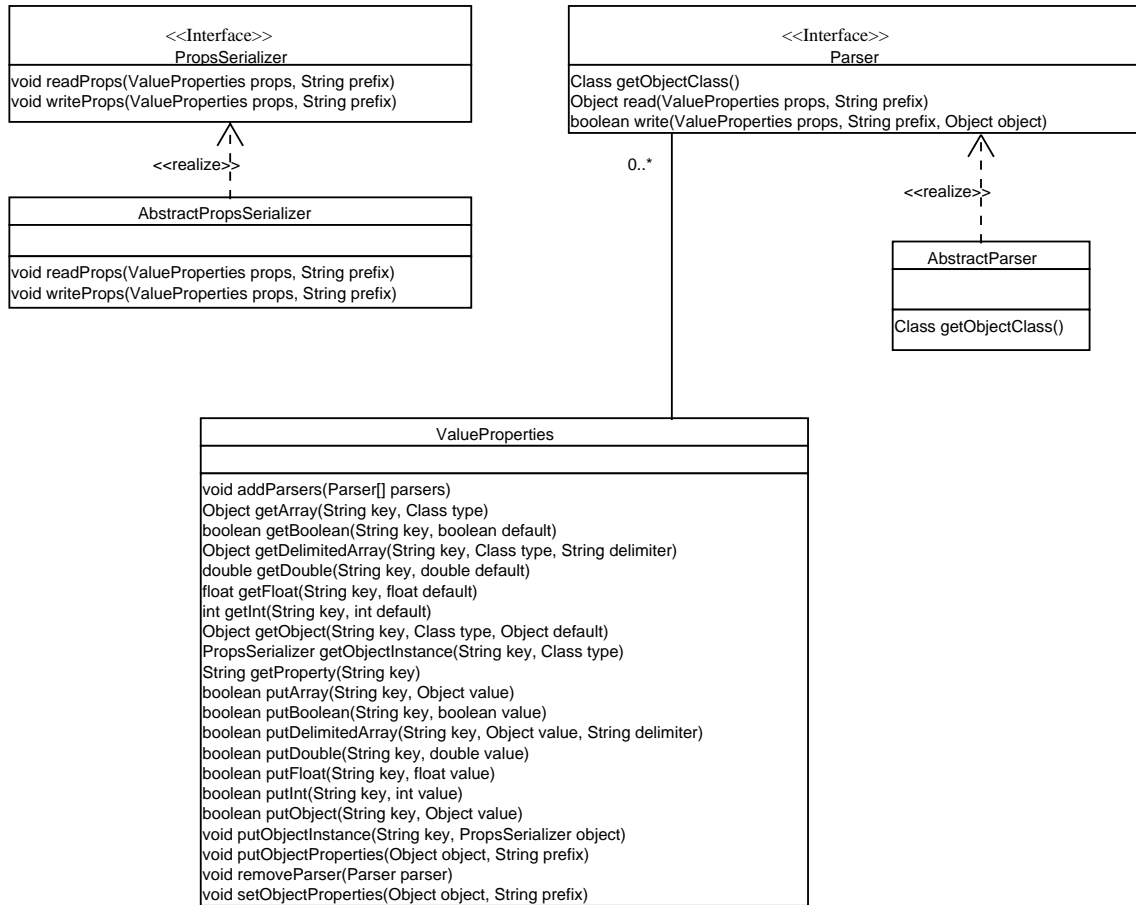 <<Interface>>
PropsSerializer
void readProps(ValueProperties props, String prefix)
void writeProps(ValueProperties props, String prefix)
<<realize>>
AbstractPropsSerializer
void readProps(ValueProperties props, String prefix)
void writeProps(ValueProperties props, String prefix)
<<Interface>>
Parser
Class getObjectClass()
Object read(ValueProperties props, String prefix)
boolean write(ValueProperties props, String prefix, Object object)
0..*
<<realize>>
AbstractParser
Class getObjectClass()
ValueProperties
void addParsers(Parser[] parsers)
Object getArray(String key, Class type)
boolean getBoolean(String key, boolean default)
Object getDelimitedArray(String key, Class type, String delimiter)
double getDouble(String key, double default)
float getFloat(String key, float default)
int getInt(String key, int default)
Object getObject(String key, Class type, Object default)
PropsSerializer getObjectInstance(String key, Class type)
String getProperty(String key)
boolean putArray(String key, Object value)
boolean putBoolean(String key, boolean value)
boolean putDelimitedArray(String key, Object value, String delimiter)
boolean putDouble(String key, double value)
boolean putFloat(String key, float value)
boolean putInt(String key, int value)
boolean putObject(String key, Object value)
void putObjectInstance(String key, PropsSerializer object)
void putObjectProperties(Object object, String prefix)
void removeParser(Parser parser)
void setObjectProperties(Object object, String prefix)